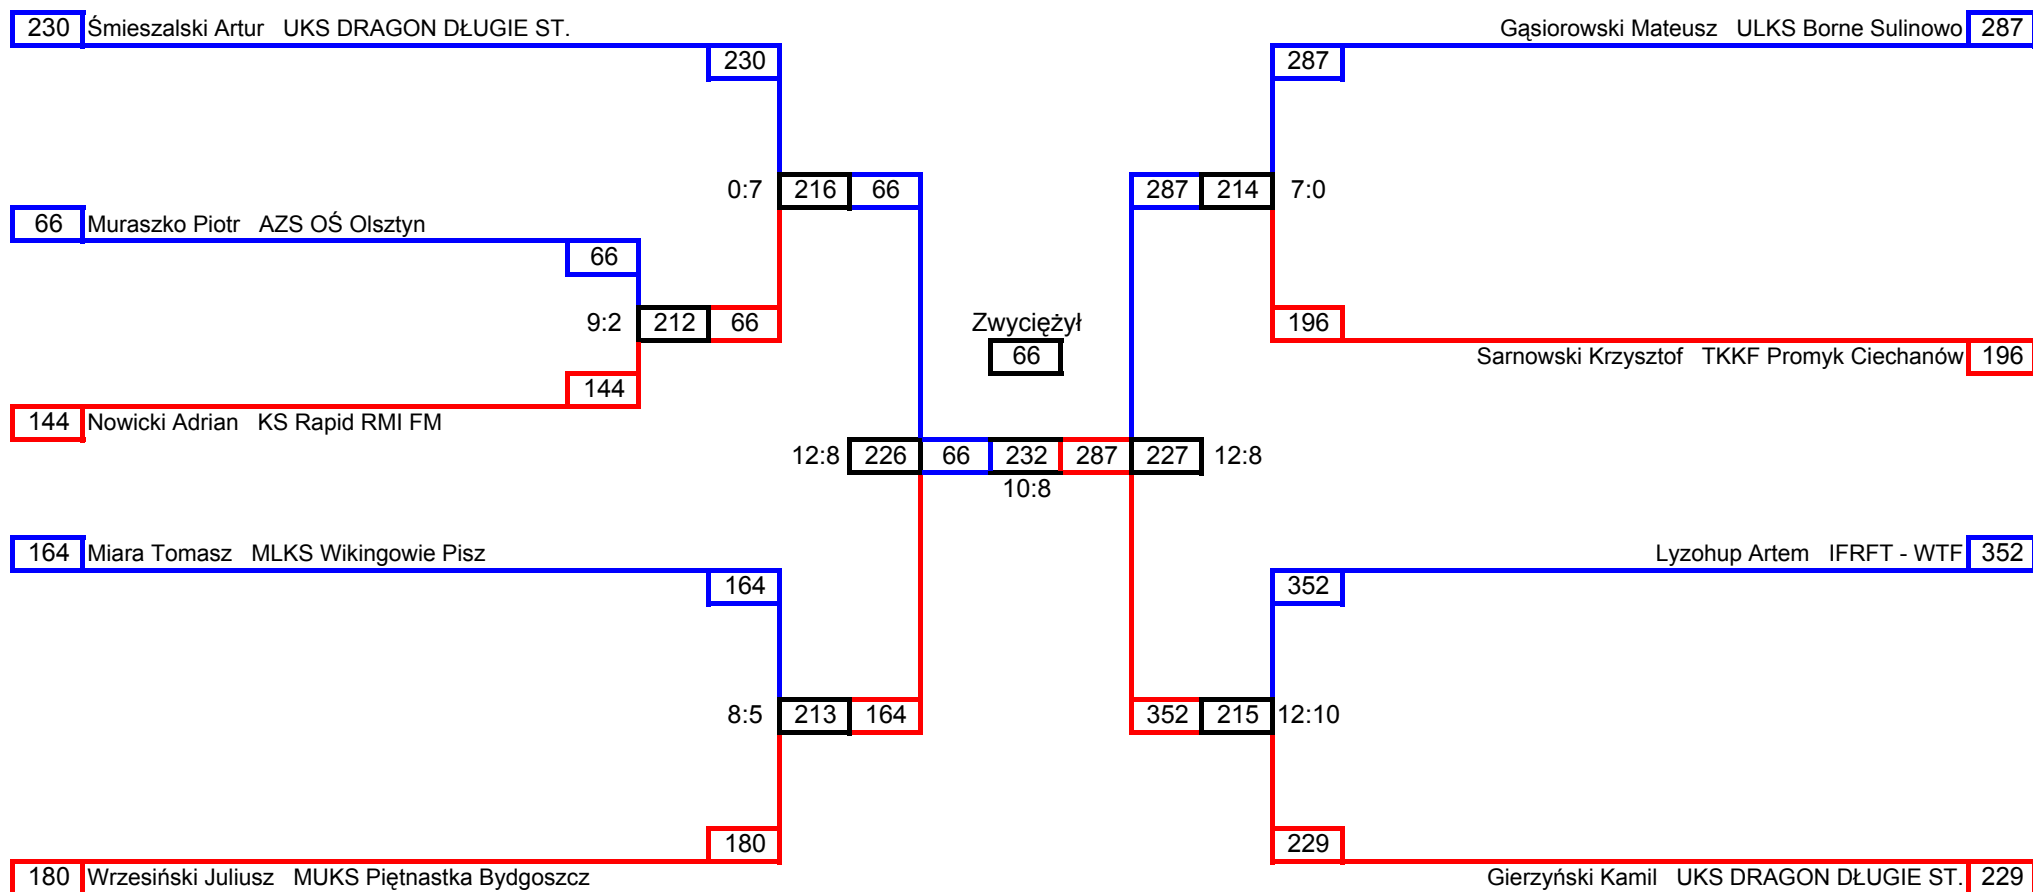 230 Śmieszalski Artur UKS DRAGON DŁUGIE ST.
Gąsiorowski Mateusz ULKS Borne Sulinowo 287
230
287
0:7 216 66
287 214 7:0
66 Muraszko Piotr AZS OŚ Olsztyn
66
9:2 212 66
Zwyciężył
196
66
Sarnowski Krzysztof TKKF Promyk Ciechanów 196
144
144 Nowicki Adrian KS Rapid RMI FM
12:8 226 66 232 287 227 12:8
10:8
164 Miara Tomasz MLKS Wikingowie Pisz
Lyzohup Artem IFRFT - WTF 352
164
352
8:5 213 164
352 215 12:10
180
229
180 Wrzesiński Juliusz MUKS Piętnastka Bydgoszcz
Gierzyński Kamil UKS DRAGON DŁUGIE ST. 229